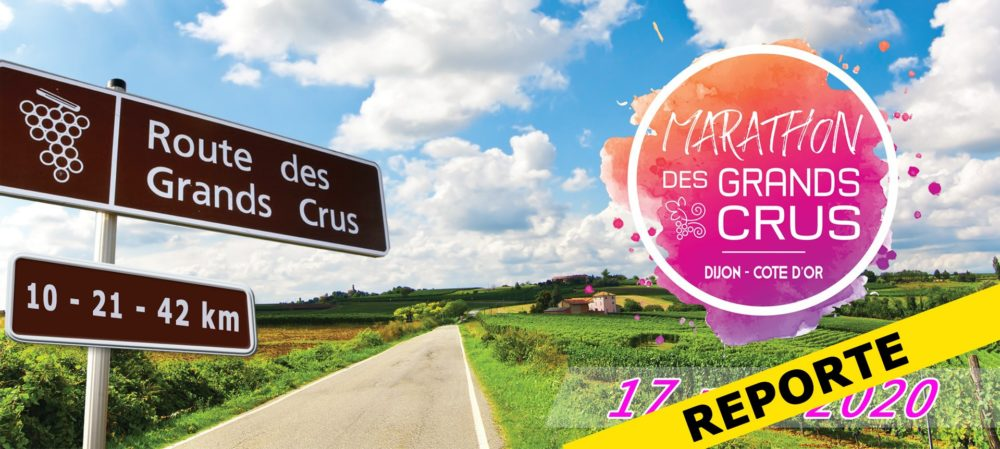 Route des
Grands Crus
10 - 21 - 42 km
MARATHON
DES GRANDS
CRUS
DIJON - COTE D'OR
17
2020
REPORTE